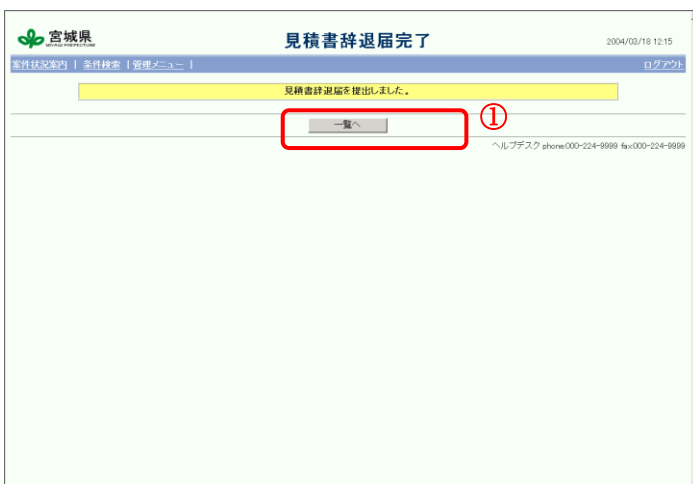 宮城県
MIYAGI PREFECTURE
見積書辞退届完了
2004/03/18 12:15
案件状況案内 | 条件検索 | 管理メニュー |
ログアウト
見積書辞退届を提出しました。
一覧へ
①
ヘルプデスク phone:000-224-9999 fax:000-224-9999